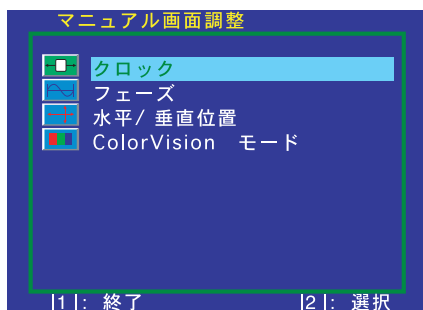 マニュアル画面調整
クロック
フェーズ
水平/ 垂直位置
ColorVision モード
|1|: 終了 |2|: 選択